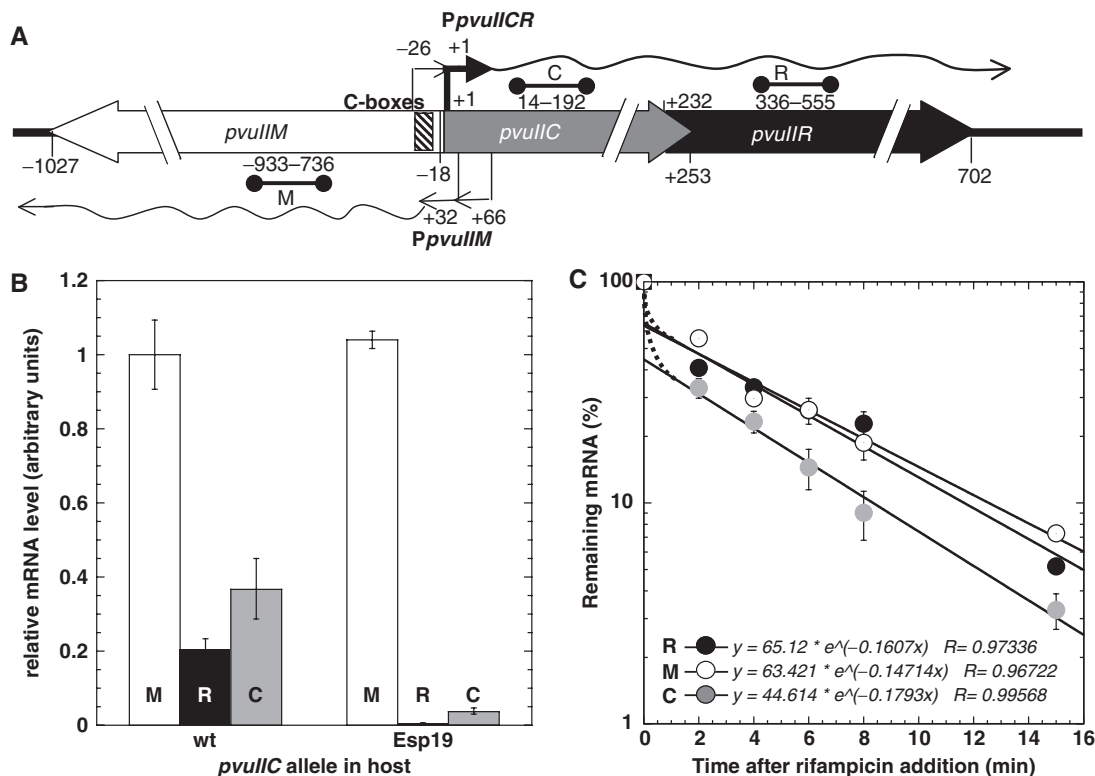 A
PpvuIICR
−26
+1
C
R
C-boxes
+1
14–192
+232
336–555
pvuIIM
pvuIIC
pvuIIR
−1027
−933–736
−18
+253
702
M
+32
+66
PpvuIIM
B
relative mRNA level (arbitrary units)
1.2
1
0.8
0.6
0.4
0.2
0
M
R
C
M
R
C
wt
Esp19
pvuIIC allele in host
C
Remaining mRNA (%)
100
10
1
R y = 65.12 * e^(−0.1607x) R= 0.97336
M y = 63.421 * e^(−0.14714x) R= 0.96722
C y = 44.614 * e^(−0.1793x) R= 0.99568
0 2 4 6 8 10 12 14 16
Time after rifampicin addition (min)